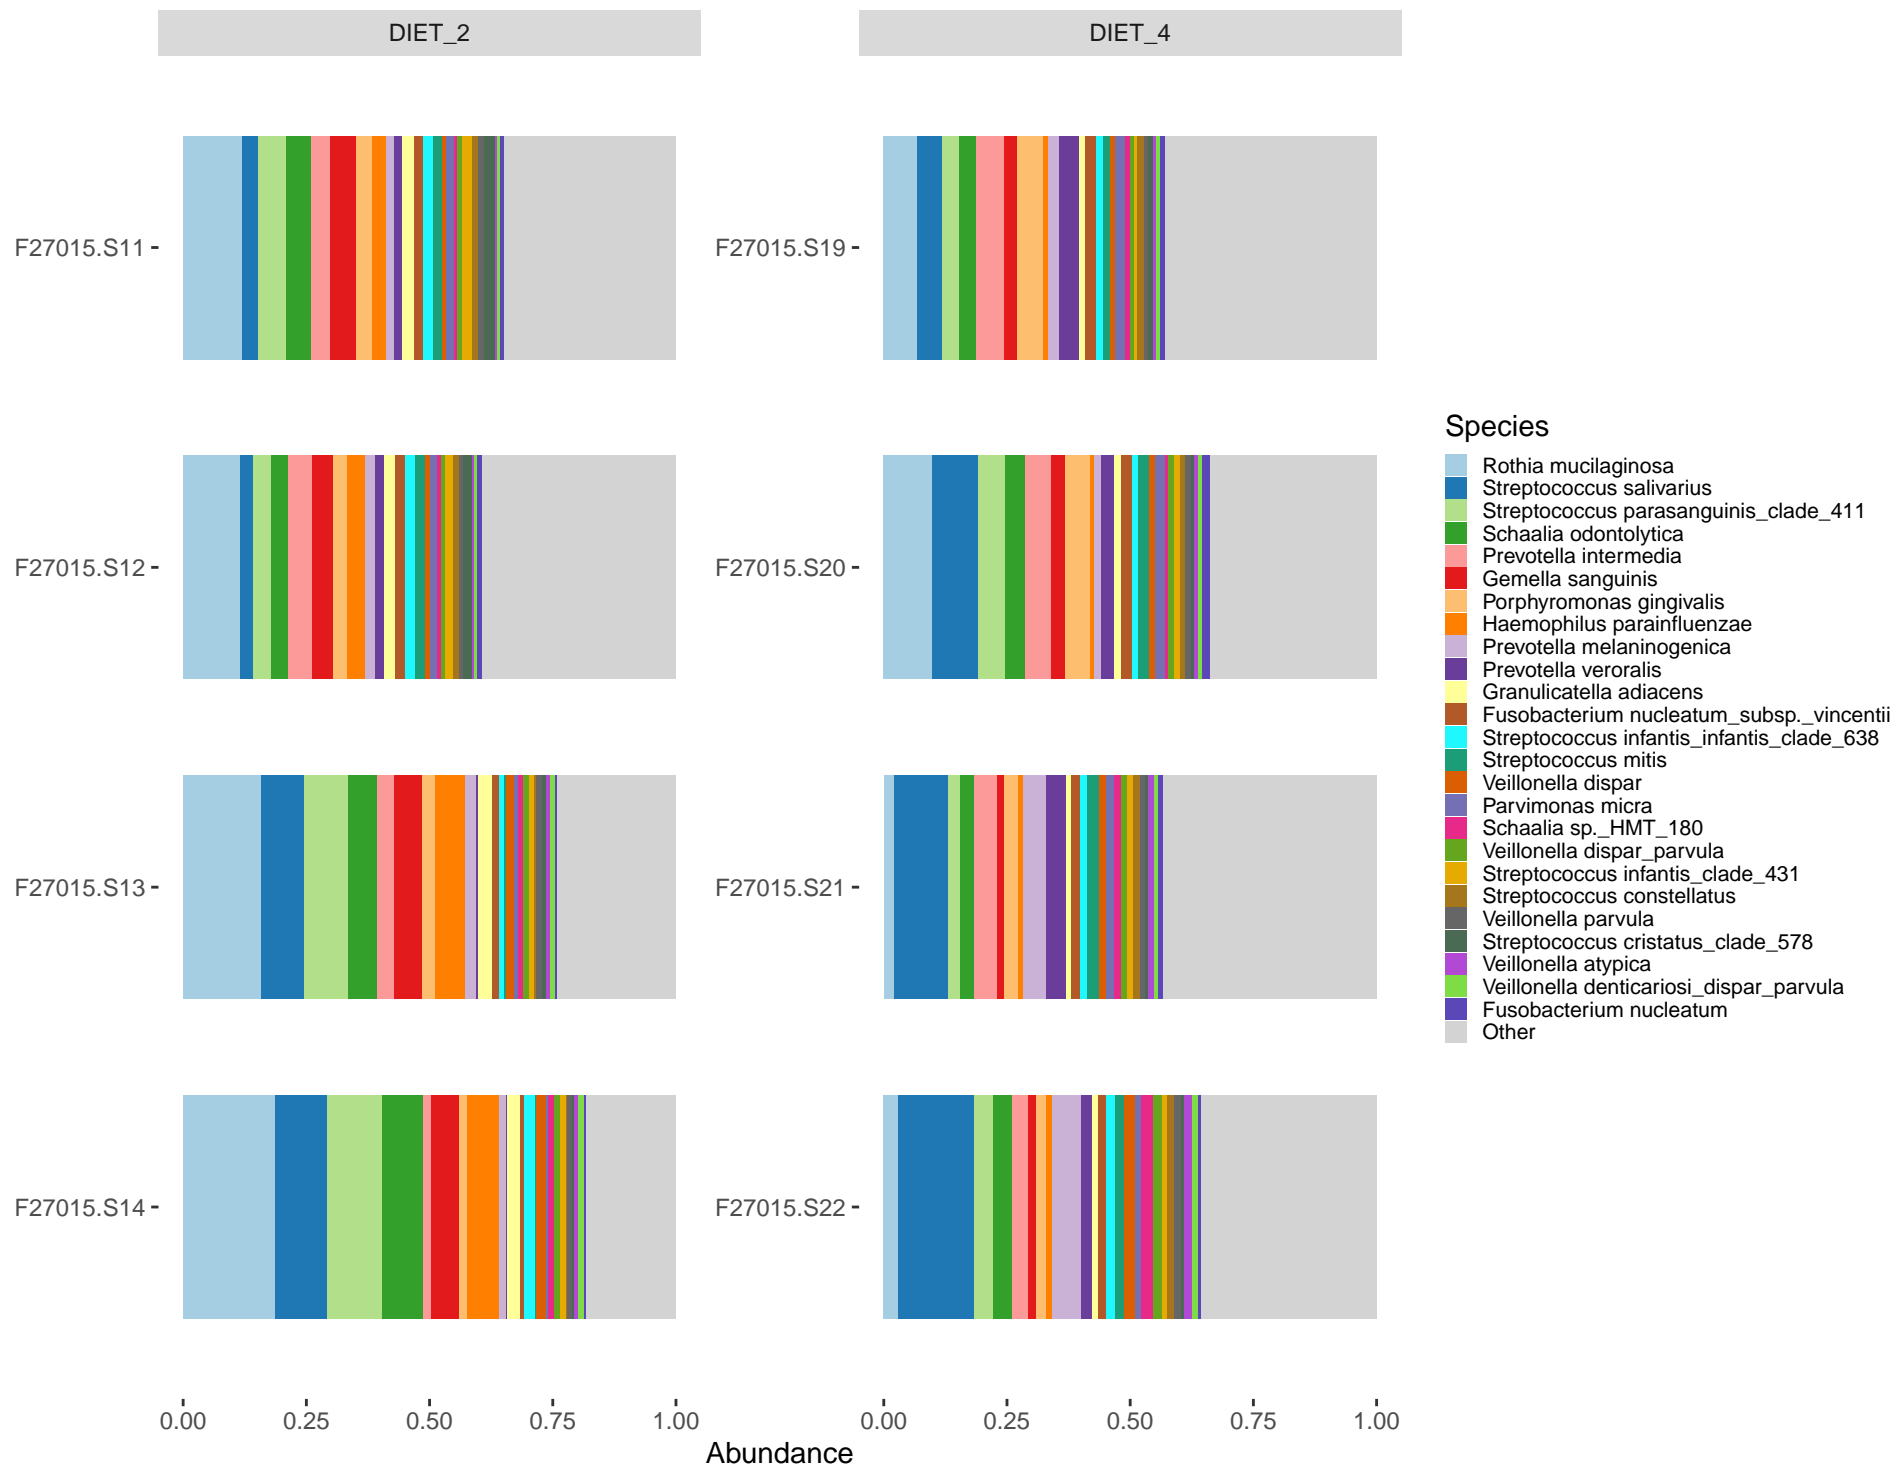 DIET_2
DIET_4
F27015.S11
F27015.S19
F27015.S12
F27015.S20
F27015.S13
F27015.S21
F27015.S14
F27015.S22
0.00 0.25 0.50 0.75 1.00
0.00 0.25 0.50 0.75 1.00
Abundance
Species
Rothia mucilaginosa
Streptococcus salivarius
Streptococcus parasanguinis_clade_411
Schaalia odontolytica
Prevotella intermedia
Gemella sanguinis
Porphyromonas gingivalis
Haemophilus parainfluenzae
Prevotella melaninogenica
Prevotella veroralis
Granulicatella adiacens
Fusobacterium nucleatum_subsp._vincentii
Streptococcus infantis_infantis_clade_638
Streptococcus mitis
Veillonella dispar
Parvimonas micra
Schaalia sp._HMT_180
Veillonella dispar_parvula
Streptococcus infantis_clade_431
Streptococcus constellatus
Veillonella parvula
Streptococcus cristatus_clade_578
Veillonella atypica
Veillonella denticariosi_dispar_parvula
Fusobacterium nucleatum
Other